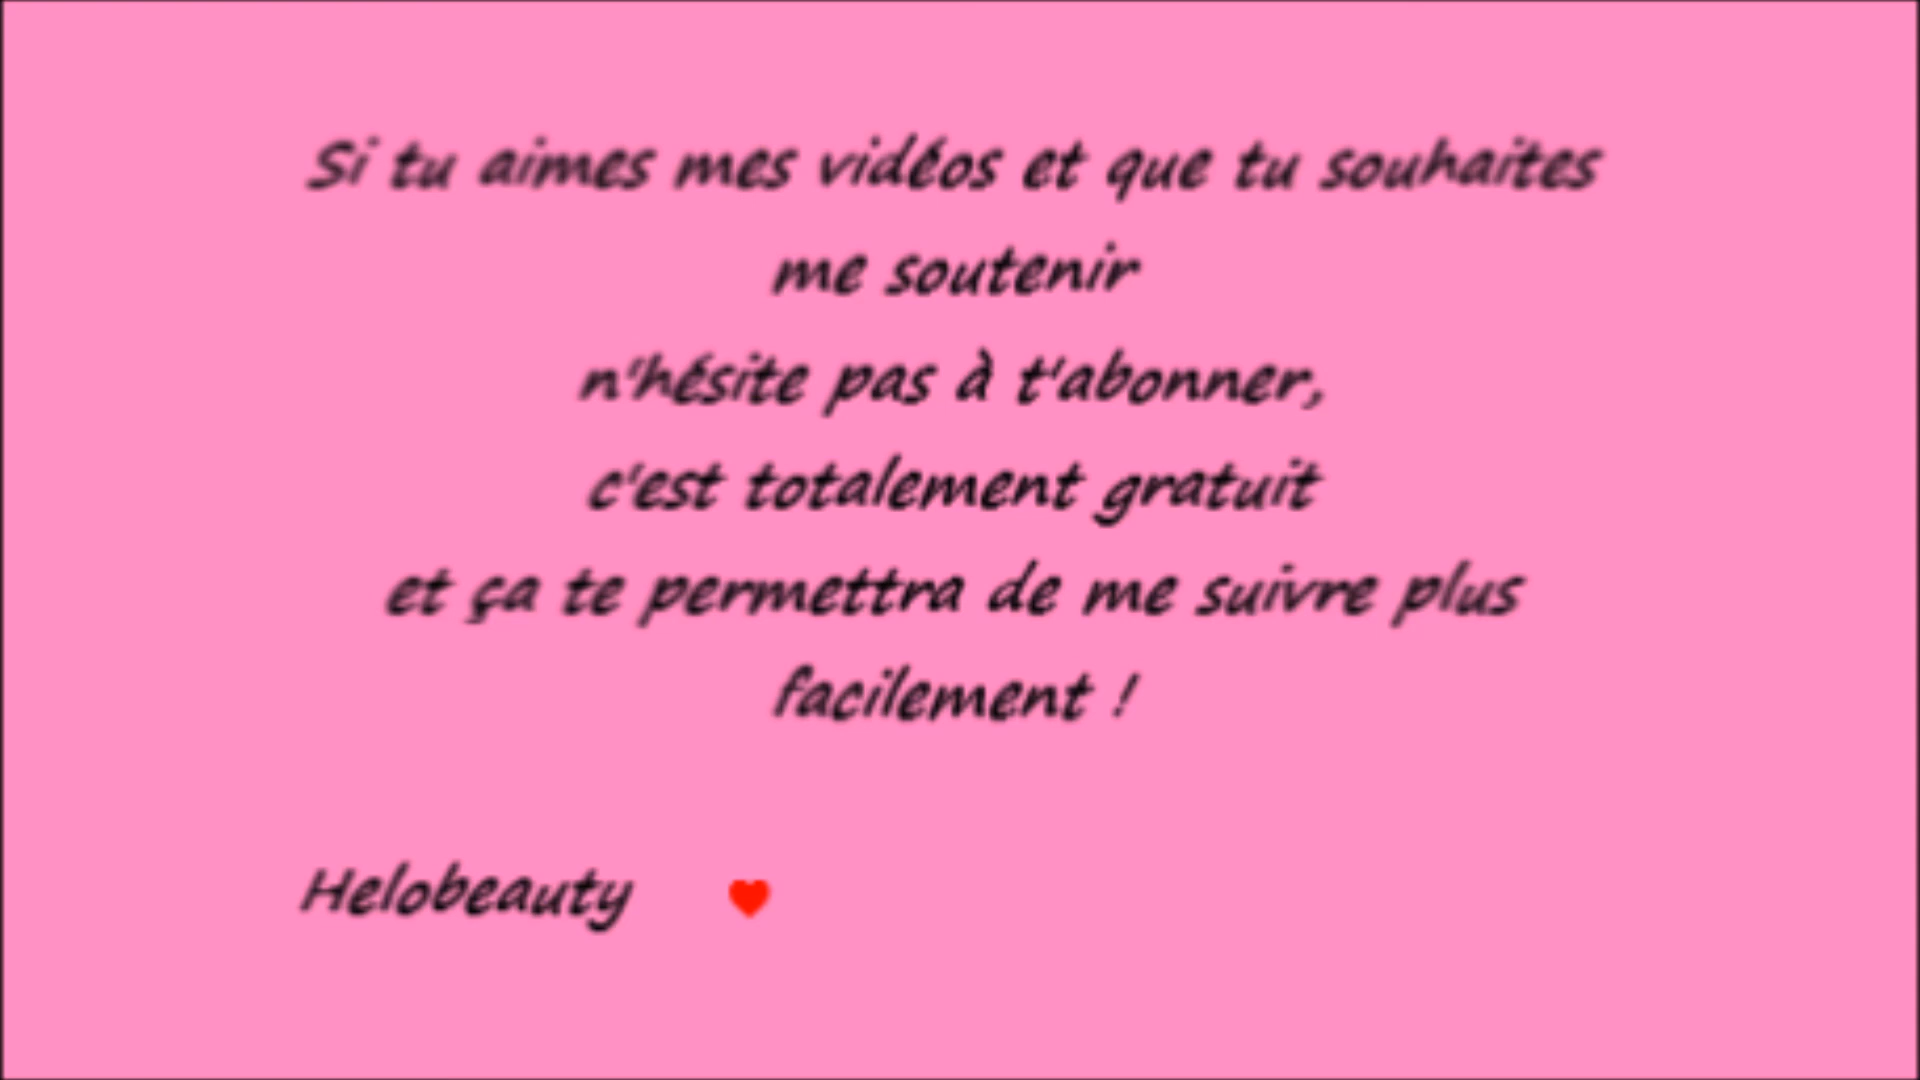 Si tu aimes mes vidéos et que tu souhaites
me soutenir
n'hésite pas à t'abonner,
c'est totalement gratuit
et ça te permettra de me suivre plus
facilement !
Helobeauty ♥